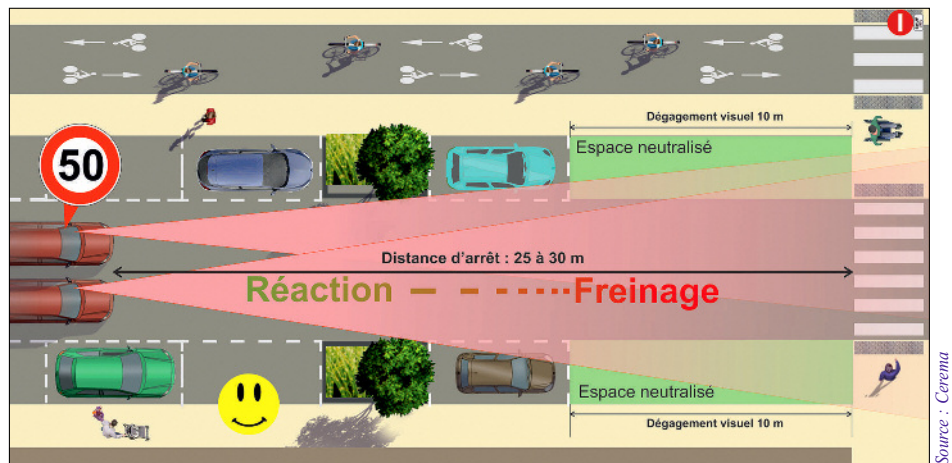 I
Dégagement visuel 10 m
Espace neutralisé
50
Distance d'arrêt : 25 à 30 m
Réaction
Freinage
Espace neutralisé
Dégagement visuel 10 m
Source : Cerema